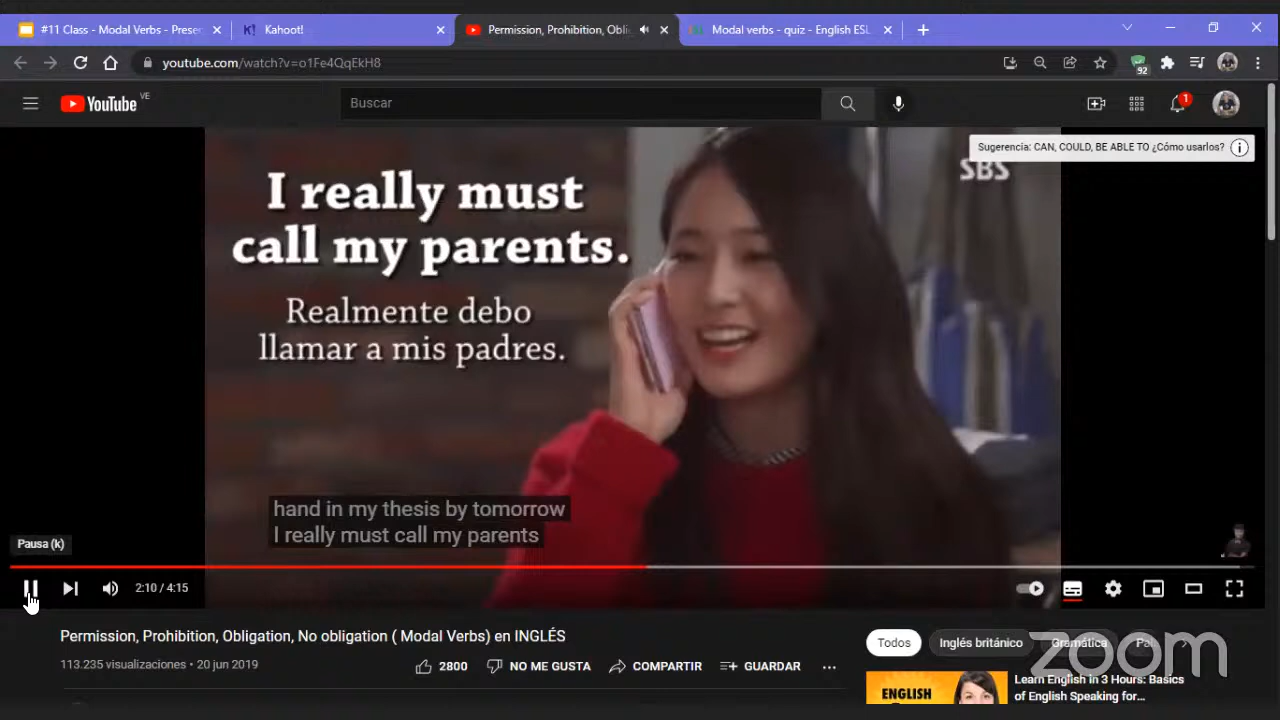 #11 Class - Modal Verbs - Prese
Kahoot!
Permission, Prohibition, Obli
Modal verbs - quiz - English ESL
youtube.com/watch?v=o1Fe4QqEkH8
92
YouTube VE
Buscar
1
Sugerencia: CAN, COULD, BE ABLE TO ¿Cómo usarlos?
SBS
I really must
call my parents.
Realmente debo
llamar a mis padres.
hand in my thesis by tomorrow
I really must call my parents
Pausa (k)
2:10 / 4:15
Permission, Prohibition, Obligation, No obligation ( Modal Verbs) en INGLÉS
113.235 visualizaciones • 20 jun 2019
2800
NO ME GUSTA
COMPARTIR
GUARDAR
Todos
Inglés británico
Gramática
zoom
ENGLISH
Learn English in 3 Hours: Basics
of English Speaking for...